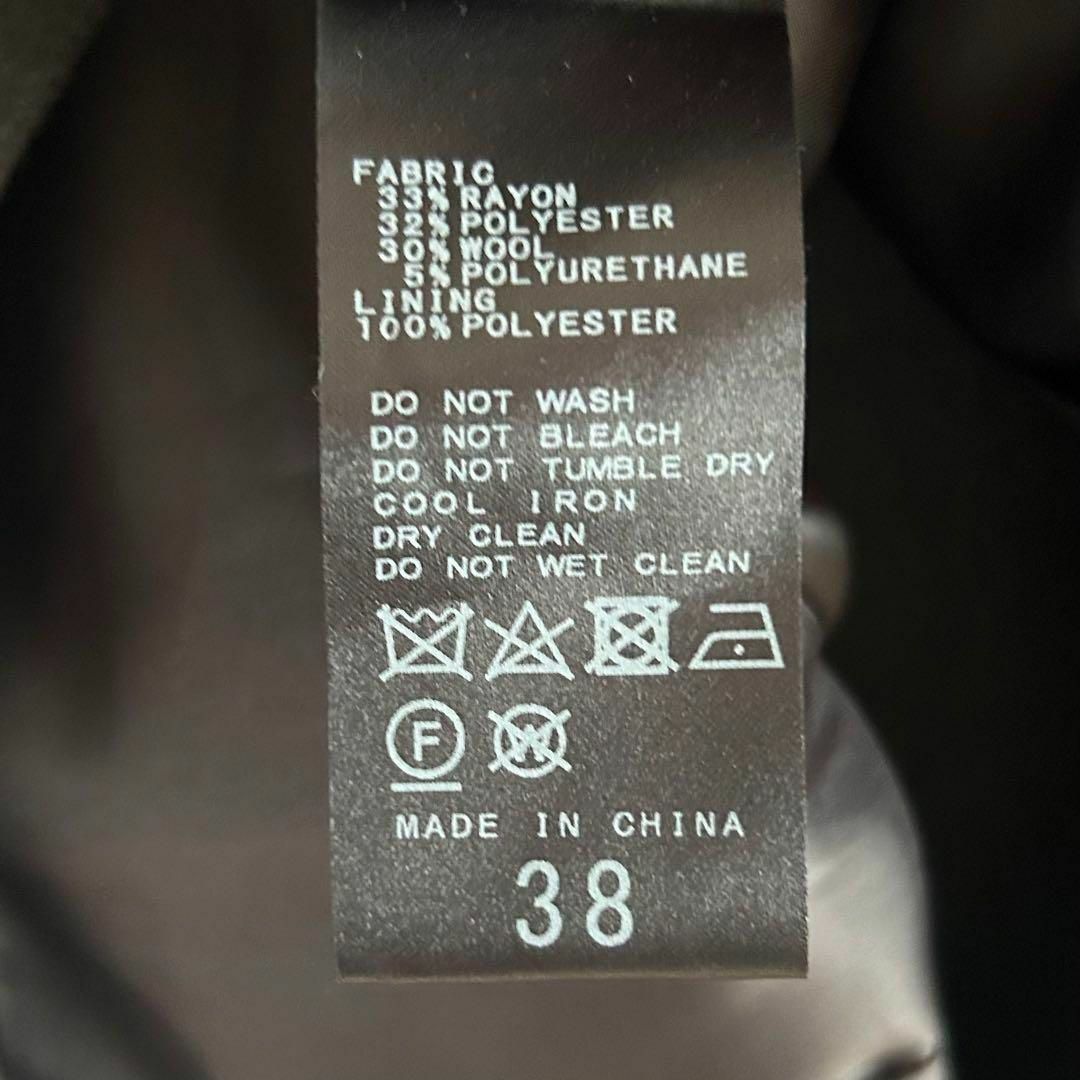 FABRIC
33% RAYON
32% POLYESTER
30% WOOL
5% POLYURETHANE
LINING
100% POLYESTER
DO NOT WASH
DO NOT BLEACH
DO NOT TUMBLE DRY
COOL IRON
DRY CLEAN
DO NOT WET CLEAN
F W
MADE IN CHINA
38